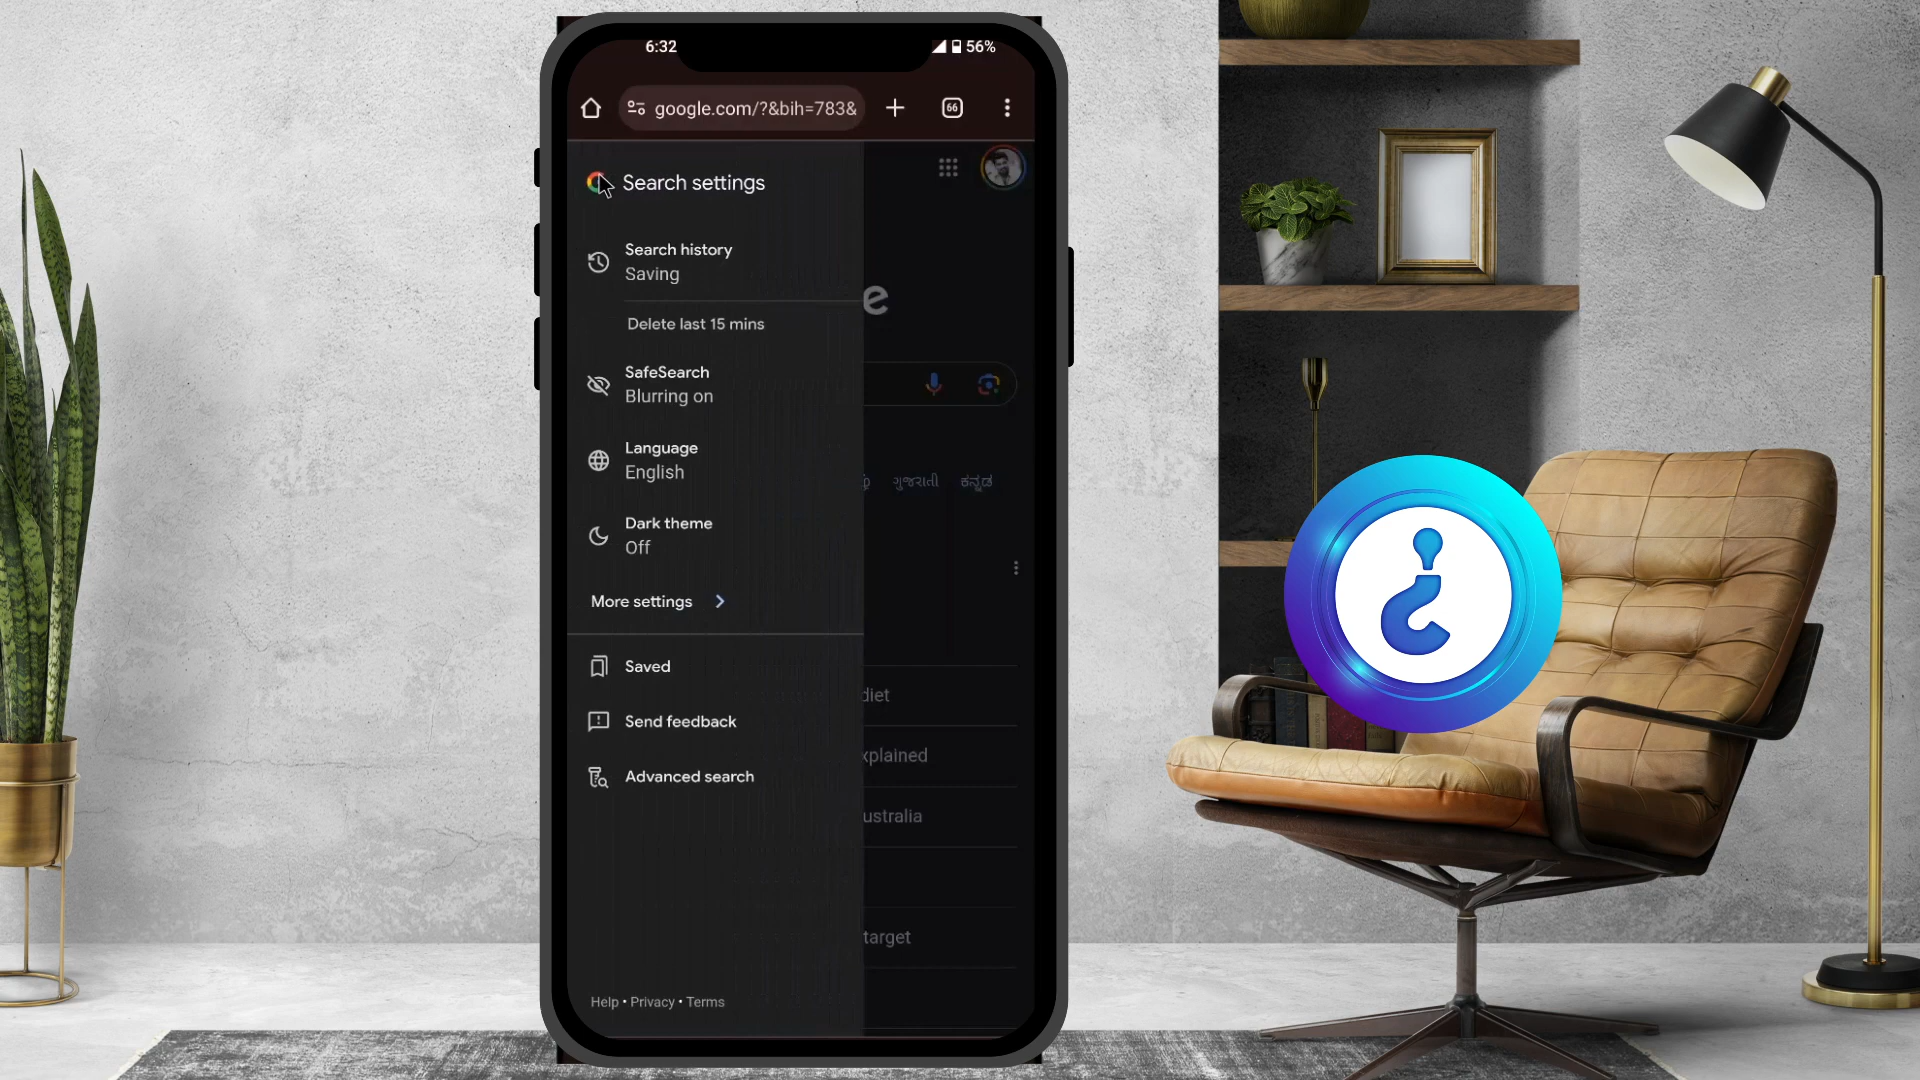 6:32
56%
google.com/?&bih=783&
66
Search settings
Search history
Saving
e
Delete last 15 mins
SafeSearch
Blurring on
Language
English
ગુજરાતી ಕನ್ನಡ
Dark theme
Off
More settings
Saved
diet
Send feedback
xplained
Advanced search
ustralia
target
Help • Privacy • Terms